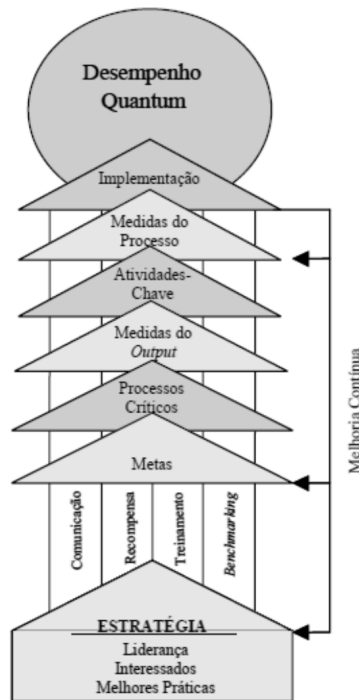 Desempenho
Quantum
Implementação
Medidas do
Processo
Atividades-
Chave
Medidas do
Output
Processos
Críticos
Metas
Melhoria Contínua
Comunicação
Recompensa
Treinamento
Benchmarking
ESTRATÉGIA
Liderança
Interessados
Melhores Práticas